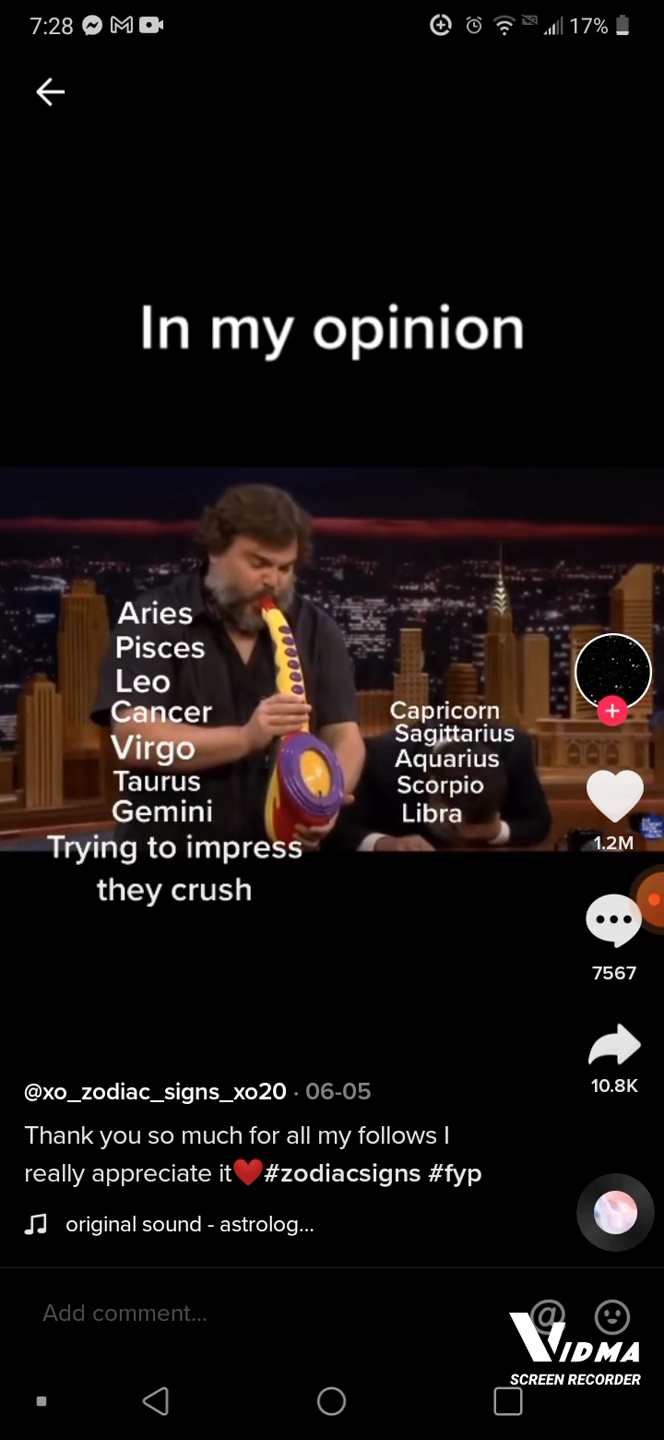 7:28
17%
In my opinion
Aries
Pisces
Leo
Cancer
Virgo
Taurus
Gemini
Trying to impress
they crush
Capricorn
Sagittarius
Aquarius
Scorpio
Libra
1.2M
7567
10.8K
@xo_zodiac_signs_xo20 · 06-05
Thank you so much for all my follows I
really appreciate it❤️#zodiacsigns #fyp
original sound - astrolog...
Add comment...
VIDMA
SCREEN RECORDER